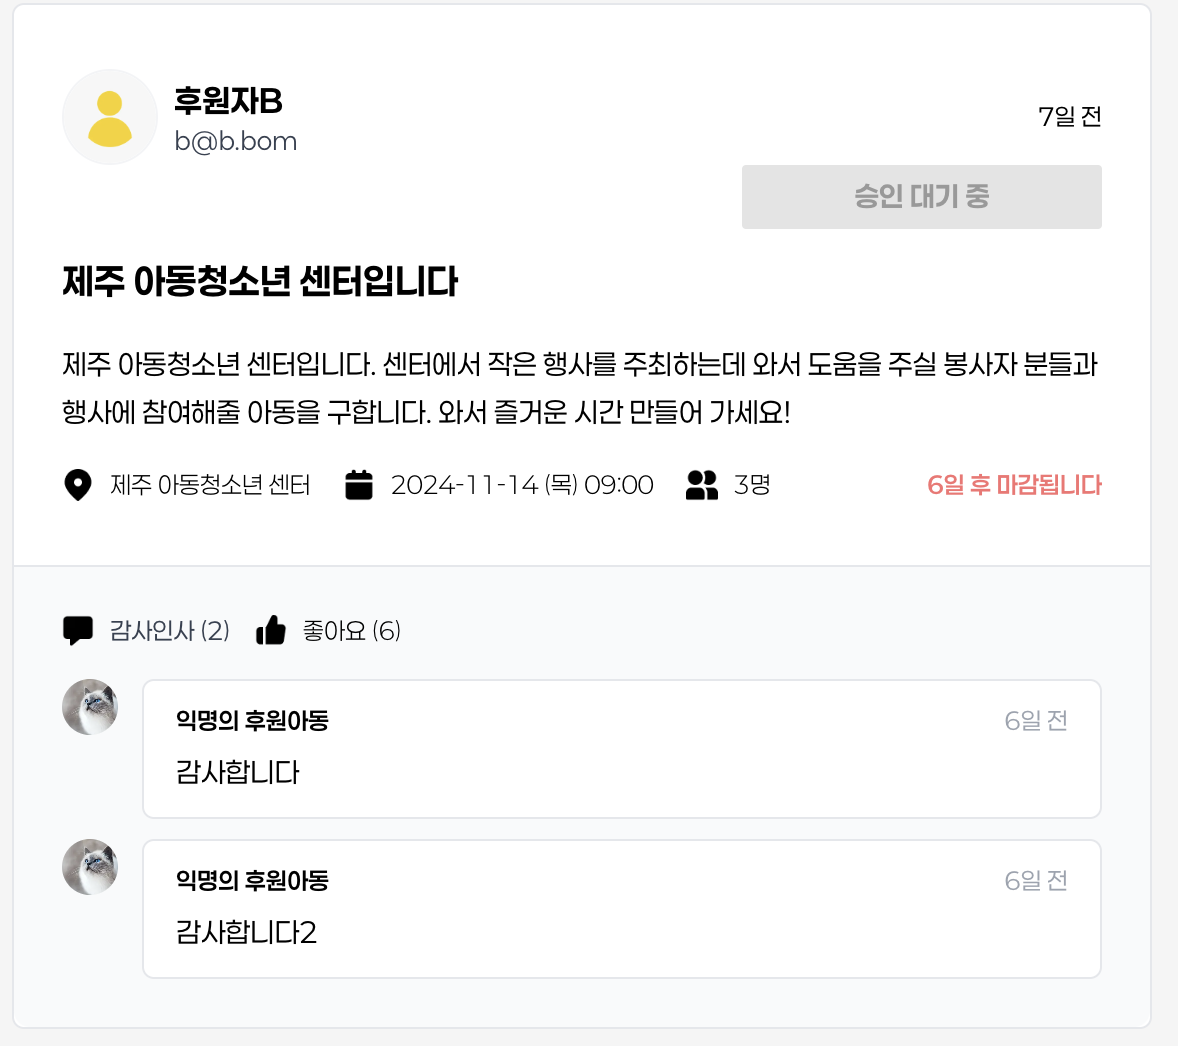 후원자B
b@b.bom
7일 전
승인 대기 중
제주 아동청소년 센터입니다
제주 아동청소년 센터입니다. 센터에서 작은 행사를 주최하는데 와서 도움을 주실 봉사자 분들과
행사에 참여해줄 아동을 구합니다. 와서 즐거운 시간 만들어 가세요!
제주 아동청소년 센터 2024-11-14 (목) 09:00 3명 6일 후 마감됩니다
감사인사 (2) 좋아요 (6)
익명의 후원아동 6일 전
감사합니다
익명의 후원아동 6일 전
감사합니다2